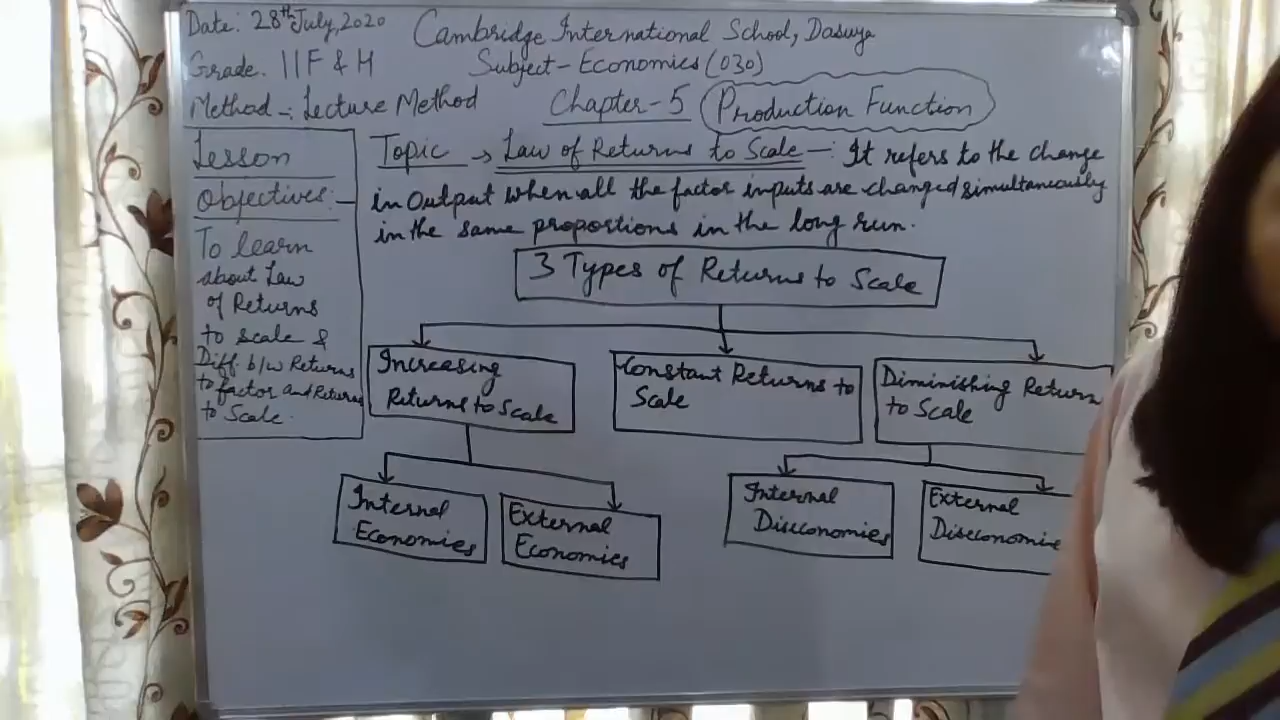 Date: 28th July, 2020
Cambridge International School, Dasuya
Grade. 11F & H
Subject - Economics (030)
Method -: Lecture Method
Chapter - 5 Production Function
Lesson
Objectives: -
To learn
about Law
of Returns
to scale &
Diff. b/w Returns
to factor and Returns
to Scale.
Topic → Law of Returns to Scale -: It refers to the change
in Output when all the factor inputs are changed simultaneously
in the same proportions in the long run.
3 Types of Returns to Scale
Increasing
Returns to Scale
Constant Returns to
Scale
Diminishing Return
to Scale
Internal
Economies
External
Economies
Internal
Diseconomies
External
Diseconomie